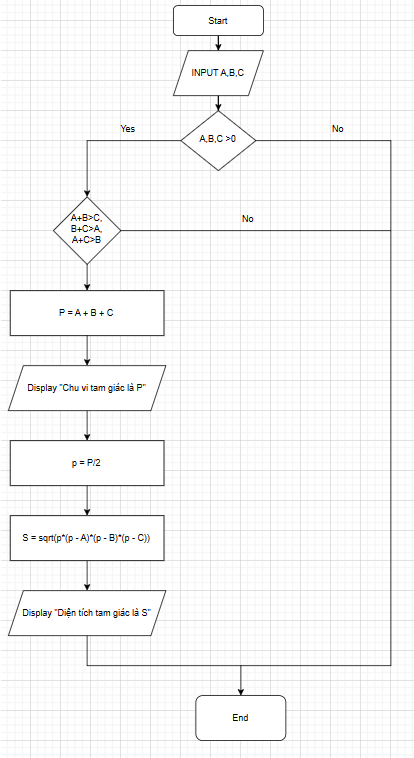 Start
INPUT A,B,C
A,B,C >0
Yes
No
A+B>C,
B+C>A,
A+C>B
No
P = A + B + C
Display "Chu vi tam giác là P"
p = P/2
S = sqrt(p*(p - A)*(p - B)*(p - C))
Display "Diện tích tam giác là S"
End